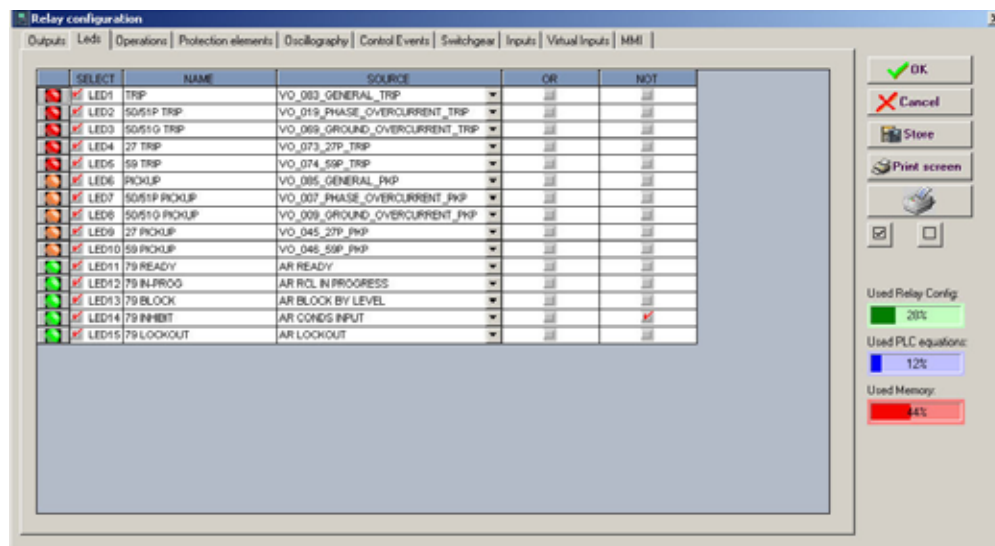 Relay configuration
Outputs Leds Operations Protection elements Oscillography Control Events Switchgear Inputs Virtual Inputs MMI
SELECT NAME SOURCE OR NOT
LED1 TRIP VO_083_GENERAL_TRIP
LED2 50/51P TRIP VO_019_PHASE_OVERCURRENT_TRIP
LED3 50/51G TRIP VO_069_GROUND_OVERCURRENT_TRIP
LED4 27 TRIP VO_073_27P_TRIP
LED5 59 TRIP VO_074_59P_TRIP
LED6 PICKUP VO_085_GENERAL_PKP
LED7 50/51P PICKUP VO_007_PHASE_OVERCURRENT_PKP
LED8 50/51G PICKUP VO_009_GROUND_OVERCURRENT_PKP
LED9 27 PICKUP VO_045_27P_PKP
LED10 59 PICKUP VO_046_59P_PKP
LED11 79 READY AR READY
LED12 79 IN-PROG AR RCL IN PROGRESS
LED13 79 BLOCK AR BLOCK BY LEVEL
LED14 79 INHIBIT AR CONDS INPUT
LED15 79 LOCKOUT AR LOCKOUT
OK
Cancel
Store
Print screen
Used Relay Config:
28%
Used PLC equations:
12%
Used Memory:
44%